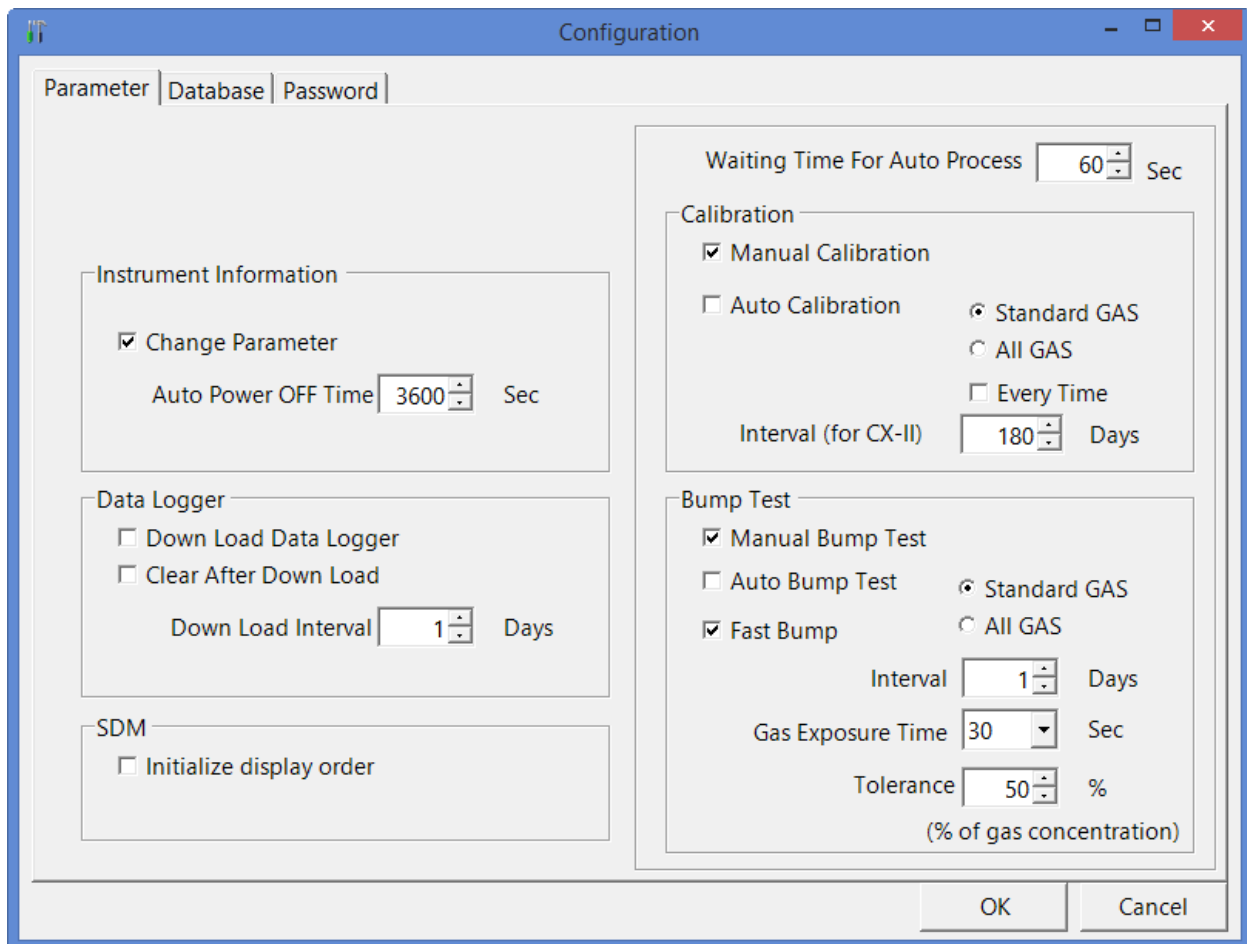 Configuration
Parameter Database Password
Instrument Information
Change Parameter
Auto Power OFF Time 3600 Sec
Data Logger
Down Load Data Logger
Clear After Down Load
Down Load Interval 1 Days
SDM
Initialize display order
Waiting Time For Auto Process 60 Sec
Calibration
Manual Calibration
Auto Calibration
Standard GAS
All GAS
Every Time
Interval (for CX-II) 180 Days
Bump Test
Manual Bump Test
Auto Bump Test
Standard GAS
Fast Bump
All GAS
Interval 1 Days
Gas Exposure Time 30 Sec
Tolerance 50 %
(% of gas concentration)
OK Cancel